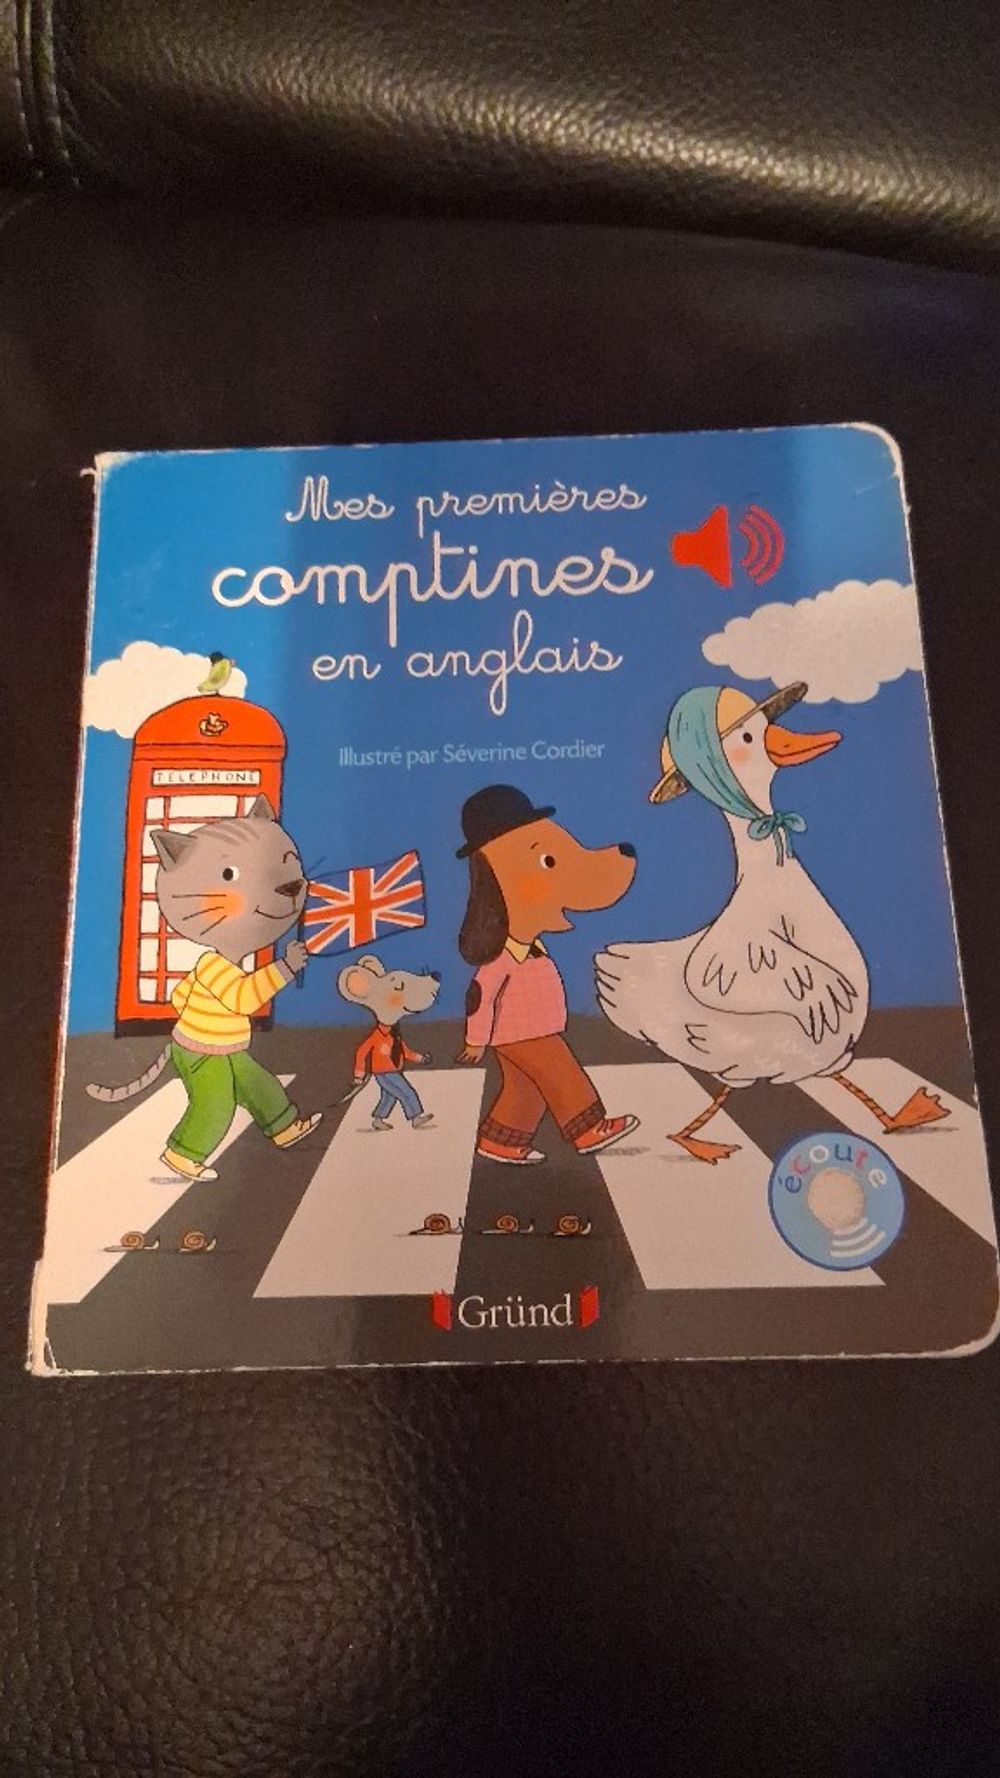 Mes premières
comptines
en anglais
Illustré par Séverine Cordier
TELEPHONE
écoute
Gründ